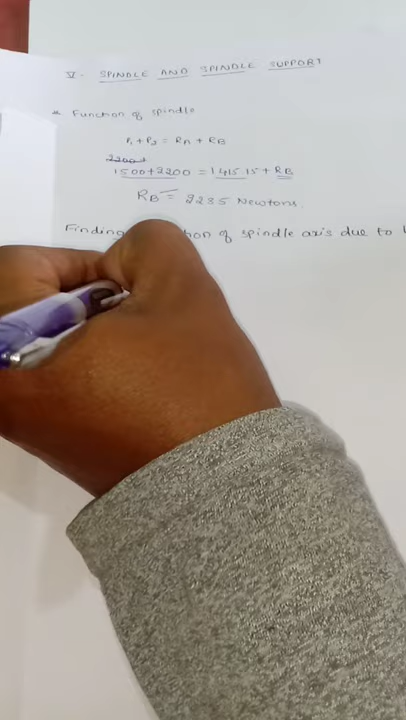 V - SPINDLE AND SPINDLE SUPPORT
* Function of spindle
P1 + P2 = RA + RB
2200+
1500+2200 = 1415.15 + RB
RB = 2285 Newtons.
Finding of spindle axis due to